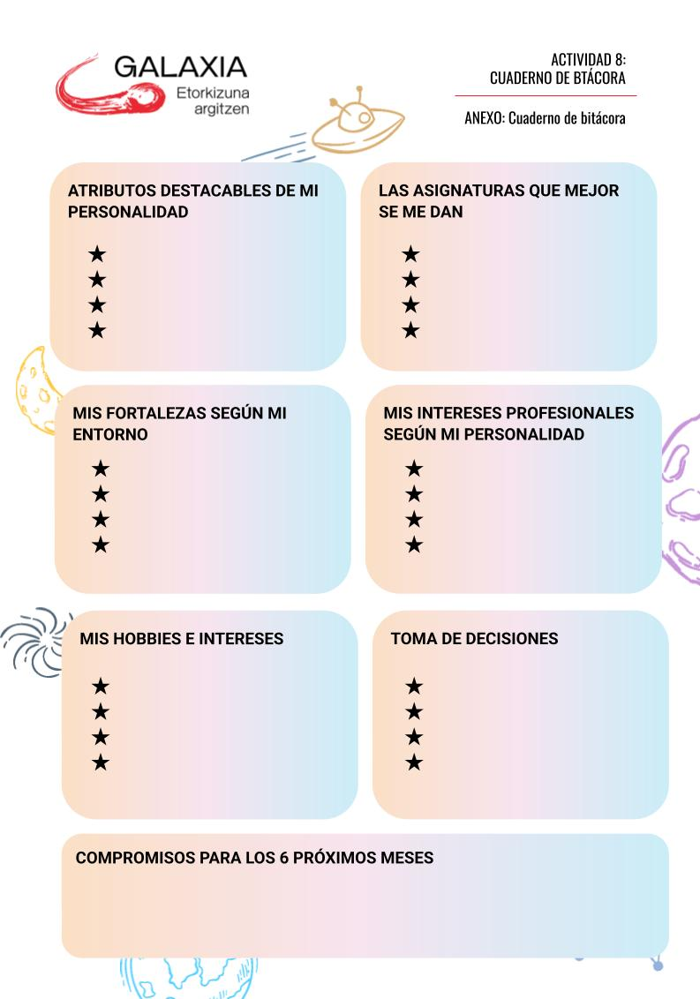 GALAXIA
Etorkizuna
argitzen
ACTIVIDAD 8:
CUADERNO DE BTÁCORA
ANEXO: Cuaderno de bitácora
ATRIBUTOS DESTACABLES DE MI
PERSONALIDAD
LAS ASIGNATURAS QUE MEJOR
SE ME DAN
MIS FORTALEZAS SEGÚN MI
ENTORNO
MIS INTERESES PROFESIONALES
SEGÚN MI PERSONALIDAD
MIS HOBBIES E INTERESES
TOMA DE DECISIONES
COMPROMISOS PARA LOS 6 PRÓXIMOS MESES